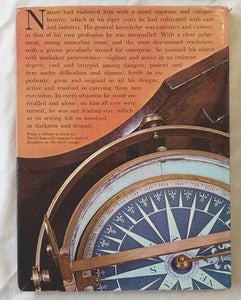 Nature had endowed him with a mind vigorous and compre-
hensive, which in his riper years he had cultivated with care
and industry. His general knowledge was extensive and various;
in that of his own profession he was unequalled. With a clear judge-
ment, strong masculine sense, and the most determined resolution;
with a genius peculiarly turned for enterprise, he pursued his object
with unshaken perseverance—vigilant and active in an eminent
degree; cool and intrepid among dangers; patient and
firm under difficulties and distress; fertile in ex-
pedients; great and original in all his designs;
active and resolved in carrying them into
execution. In every situation he stood un-
rivalled and alone; on him all eyes were
turned; he was our leading-star, which
at its setting left us involved
in darkness and despair.
From a tribute to Cook by
David Samwell, surgeon's mate in
Resolution on the third voyage